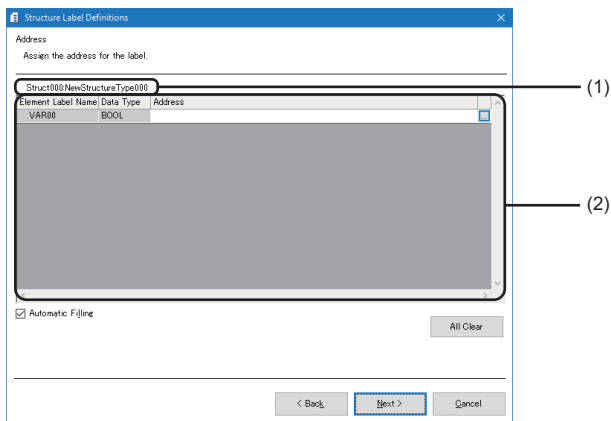 Structure Label Definitions
Address
Assign the address for the label.
Struct000:NewStructureType000
(1)
Element Label Name Data Type Address
VAR00 BOOL ...
(2)
Automatic Filling
All Clear
< Back Next > Cancel